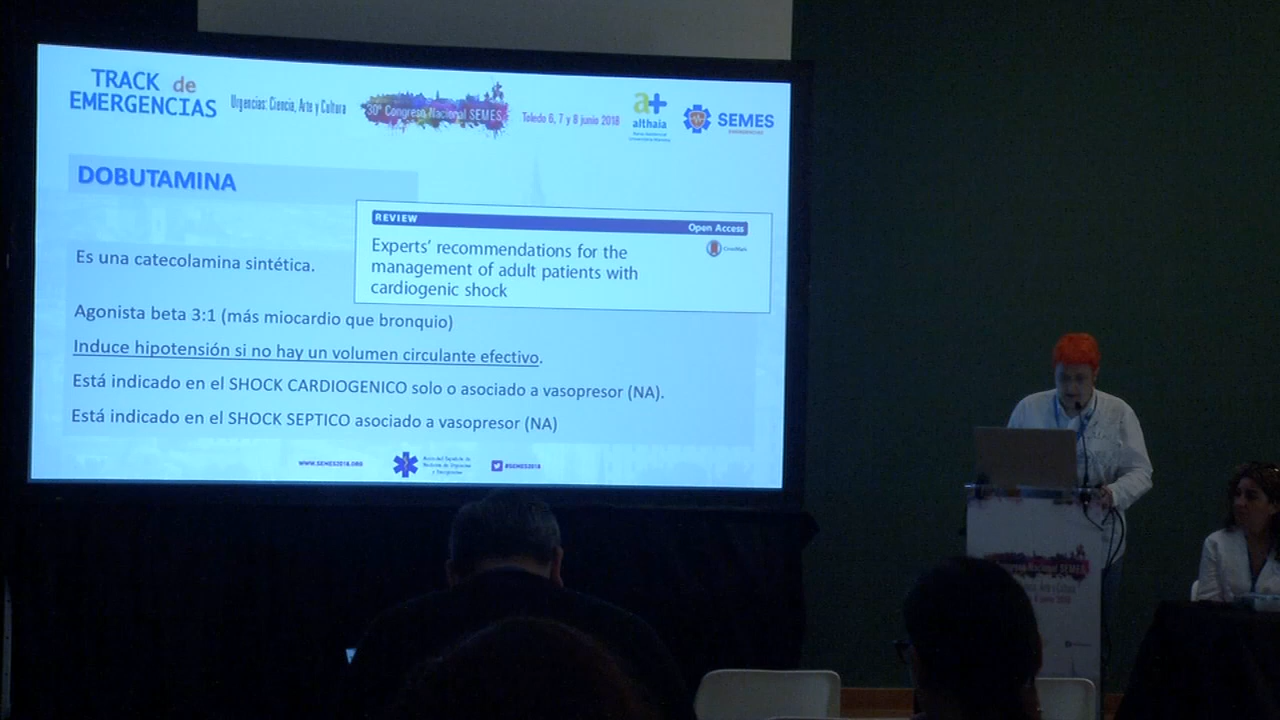 TRACK de
EMERGENCIAS
Urgencias: Ciencia, Arte y Cultura
30º Congreso Nacional SEMES
Toledo 6, 7 y 8 junio 2018
a+
althaia
SEMES
EMERGENCIAS
DOBUTAMINA
REVIEW
Open Access
CrossMark
Experts' recommendations for the
management of adult patients with
cardiogenic shock
Es una catecolamina sintética.
Agonista beta 3:1 (más miocardio que bronquio)
Induce hipotensión si no hay un volumen circulante efectivo.
Está indicado en el SHOCK CARDIOGENICO solo o asociado a vasopresor (NA).
Está indicado en el SHOCK SEPTICO asociado a vasopresor (NA)
WWW.SEMES2018.ORG
#SEMES2018
Congreso Nacional SEMES